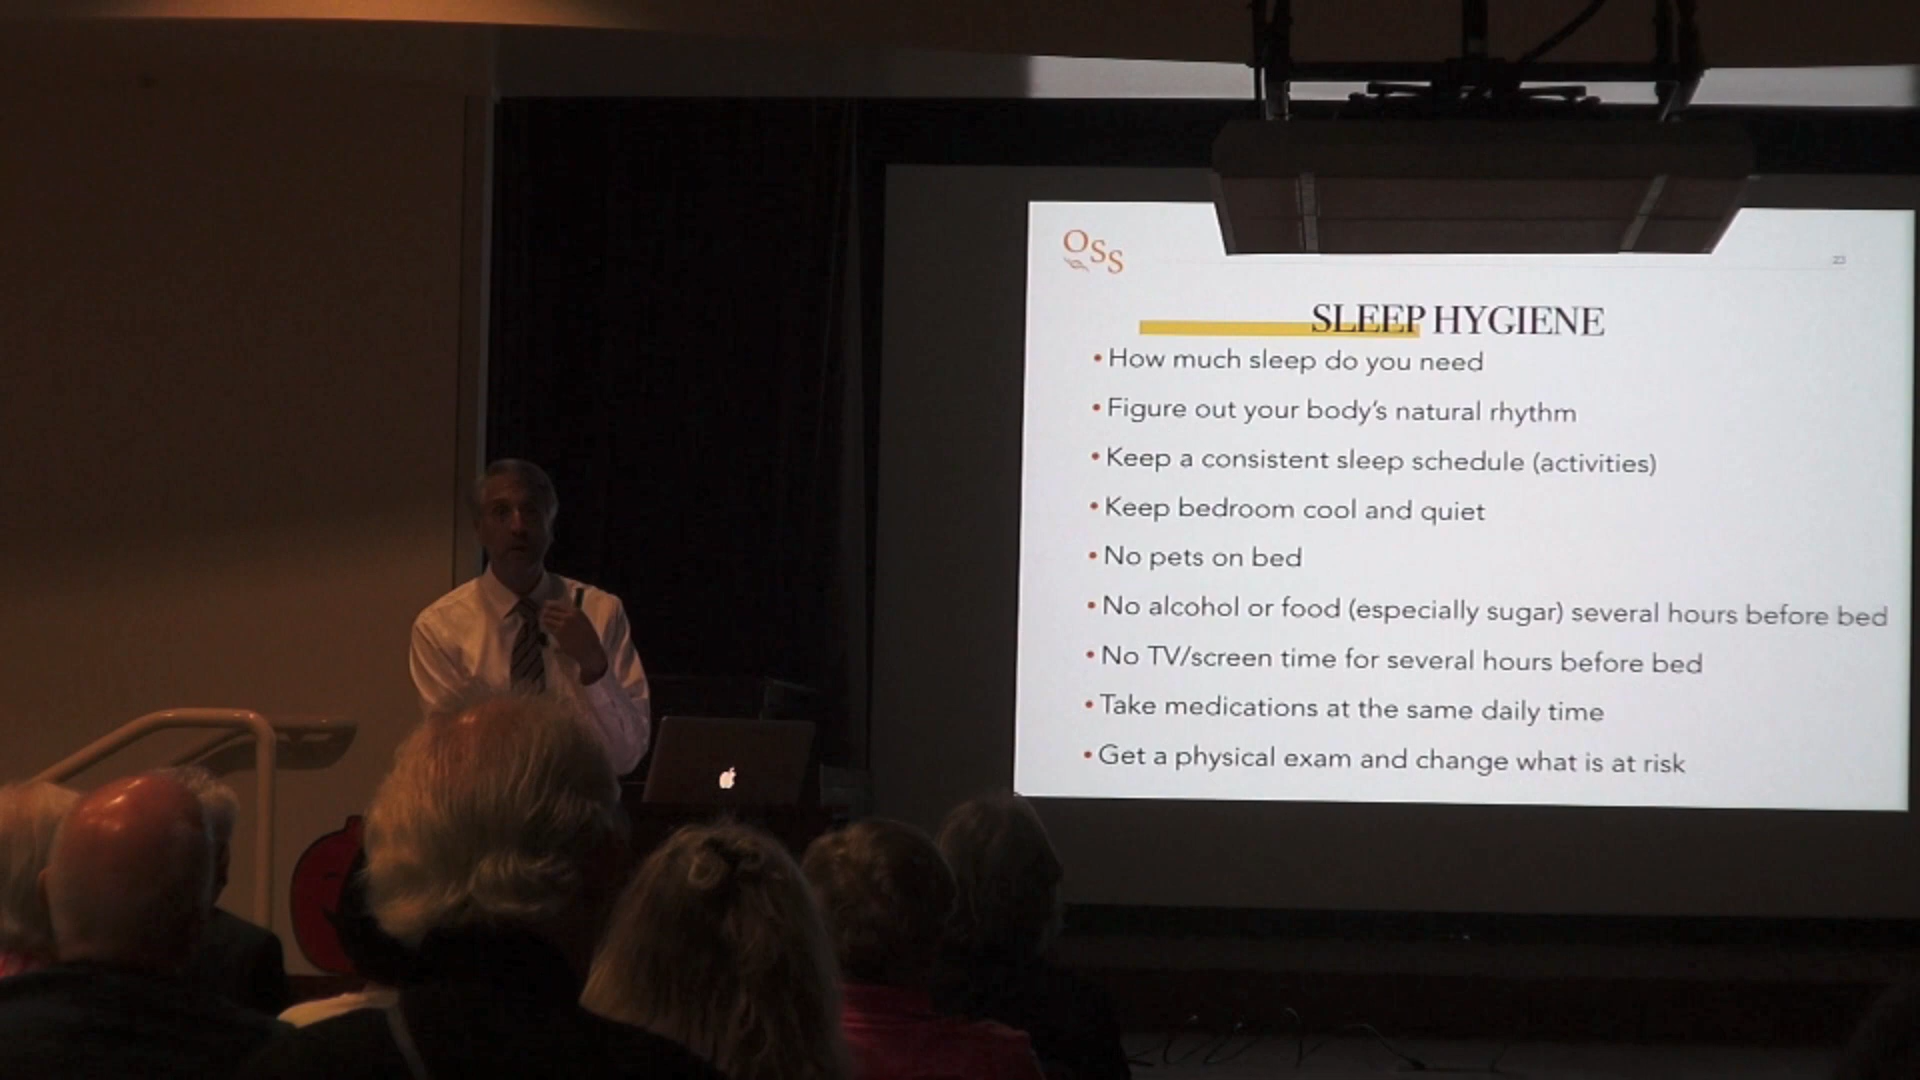 OSS
23
SLEEP HYGIENE
• How much sleep do you need
• Figure out your body's natural rhythm
• Keep a consistent sleep schedule (activities)
• Keep bedroom cool and quiet
• No pets on bed
• No alcohol or food (especially sugar) several hours before bed
• No TV/screen time for several hours before bed
• Take medications at the same daily time
• Get a physical exam and change what is at risk